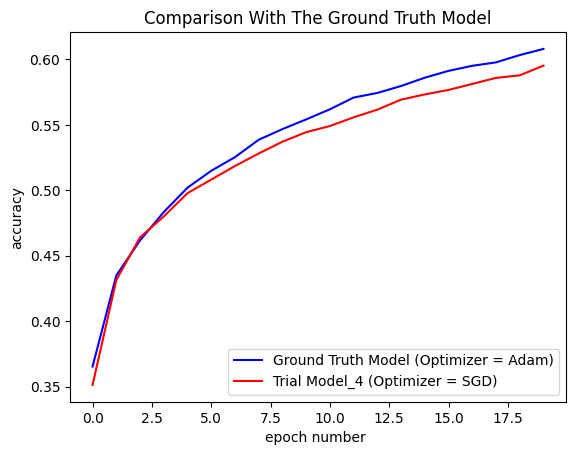 Comparison With The Ground Truth Model
0.60
0.55
0.50
0.45
0.40
0.35
accuracy
Ground Truth Model (Optimizer = Adam)
Trial Model_4 (Optimizer = SGD)
0.0 2.5 5.0 7.5 10.0 12.5 15.0 17.5
epoch number